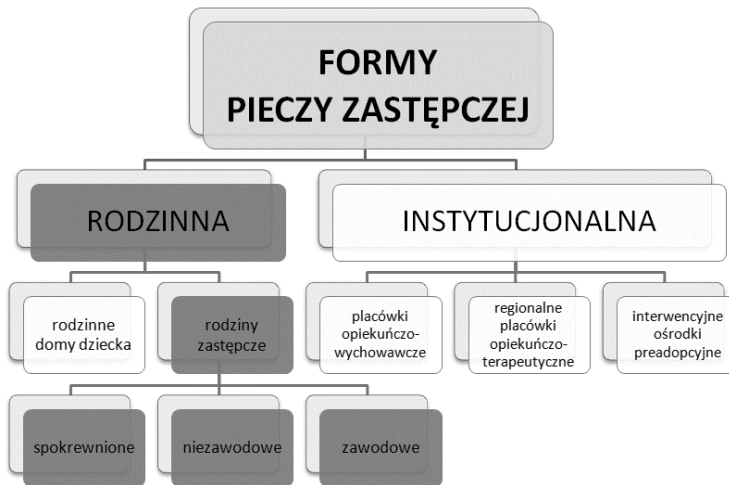 FORMY
PIECZY ZASTĘPCZEJ
RODZINNA
INSTYTUCJONALNA
rodzinne
domy dziecka
rodziny
zastępcze
placówki
opiekuńczo-
wychowawcze
regionalne
placówki
opiekuńczo-
terapeutyczne
interwencyjne
ośrodki
preadopcyjne
spokrewnione
niezawodowe
zawodowe